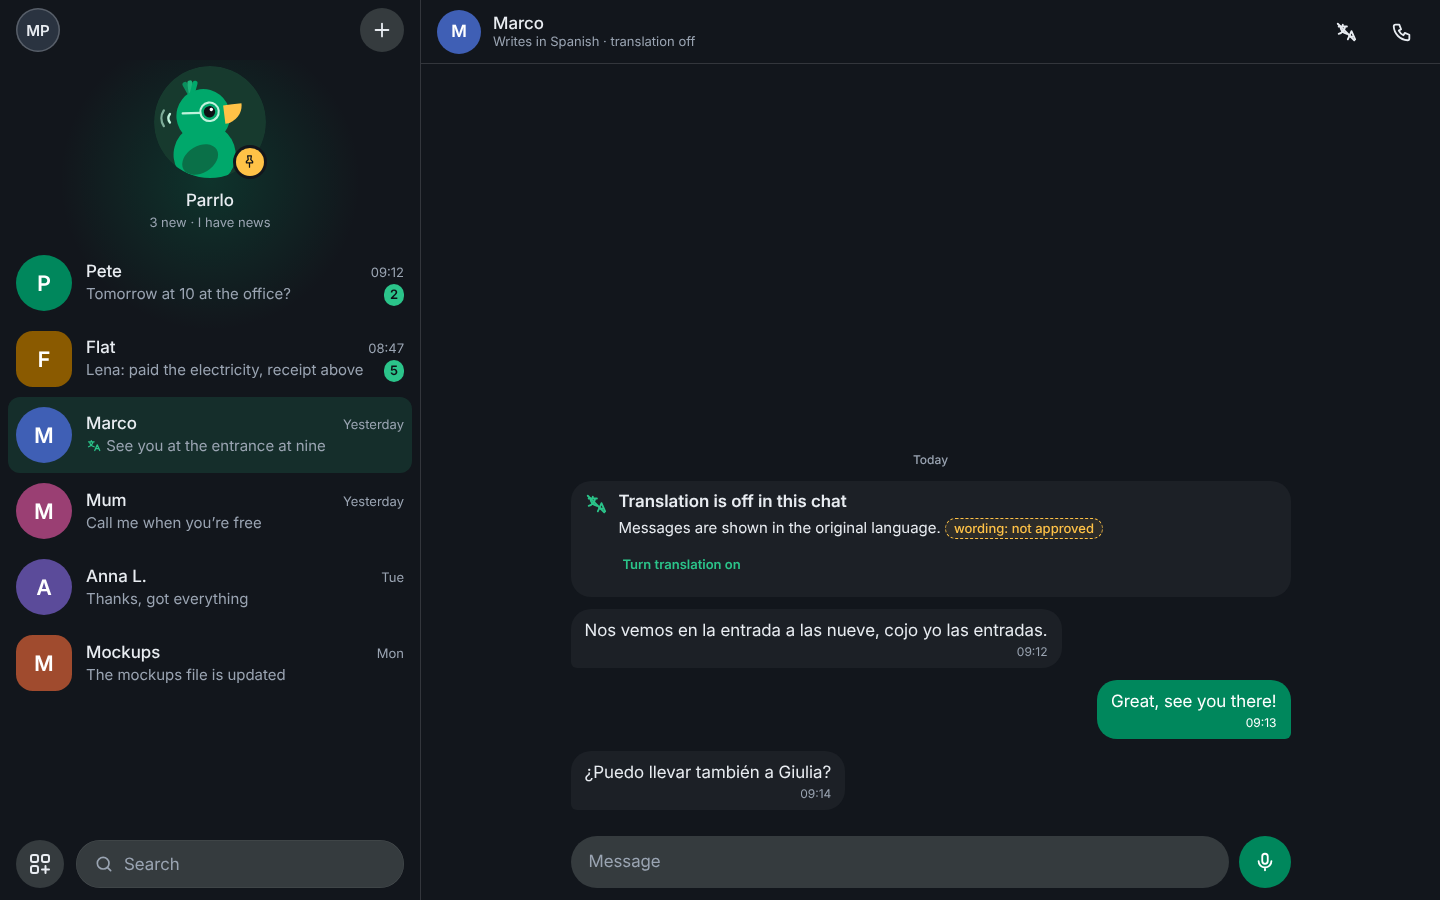 MP
Parrlo
3 new · I have news
P
Pete
09:12
Tomorrow at 10 at the office?
2
F
Flat
08:47
Lena: paid the electricity, receipt above
5
M
Marco
Yesterday
See you at the entrance at nine
M
Mum
Yesterday
Call me when you’re free
A
Anna L.
Tue
Thanks, got everything
M
Mockups
Mon
The mockups file is updated
Search
M
Marco
Writes in Spanish · translation off
Today
Translation is off in this chat
Messages are shown in the original language. wording: not approved
Turn translation on
Nos vemos en la entrada a las nueve, cojo yo las entradas.
09:12
Great, see you there!
09:13
¿Puedo llevar también a Giulia?
09:14
Message